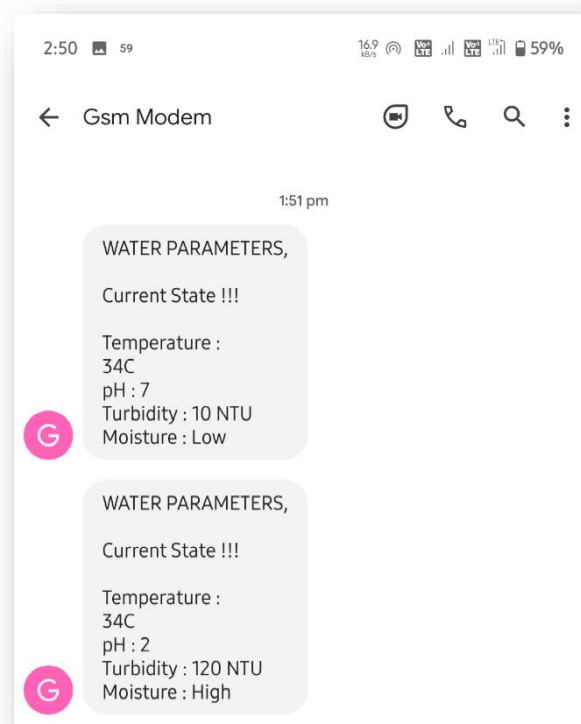 2:50 59 16.9 KB/s Vo LTE Vo LTE LTE 59%
Gsm Modem
1:51 pm
WATER PARAMETERS,
Current State !!!
Temperature :
34C
pH : 7
Turbidity : 10 NTU
Moisture : Low
G
WATER PARAMETERS,
Current State !!!
Temperature :
34C
pH : 2
Turbidity : 120 NTU
Moisture : High
G